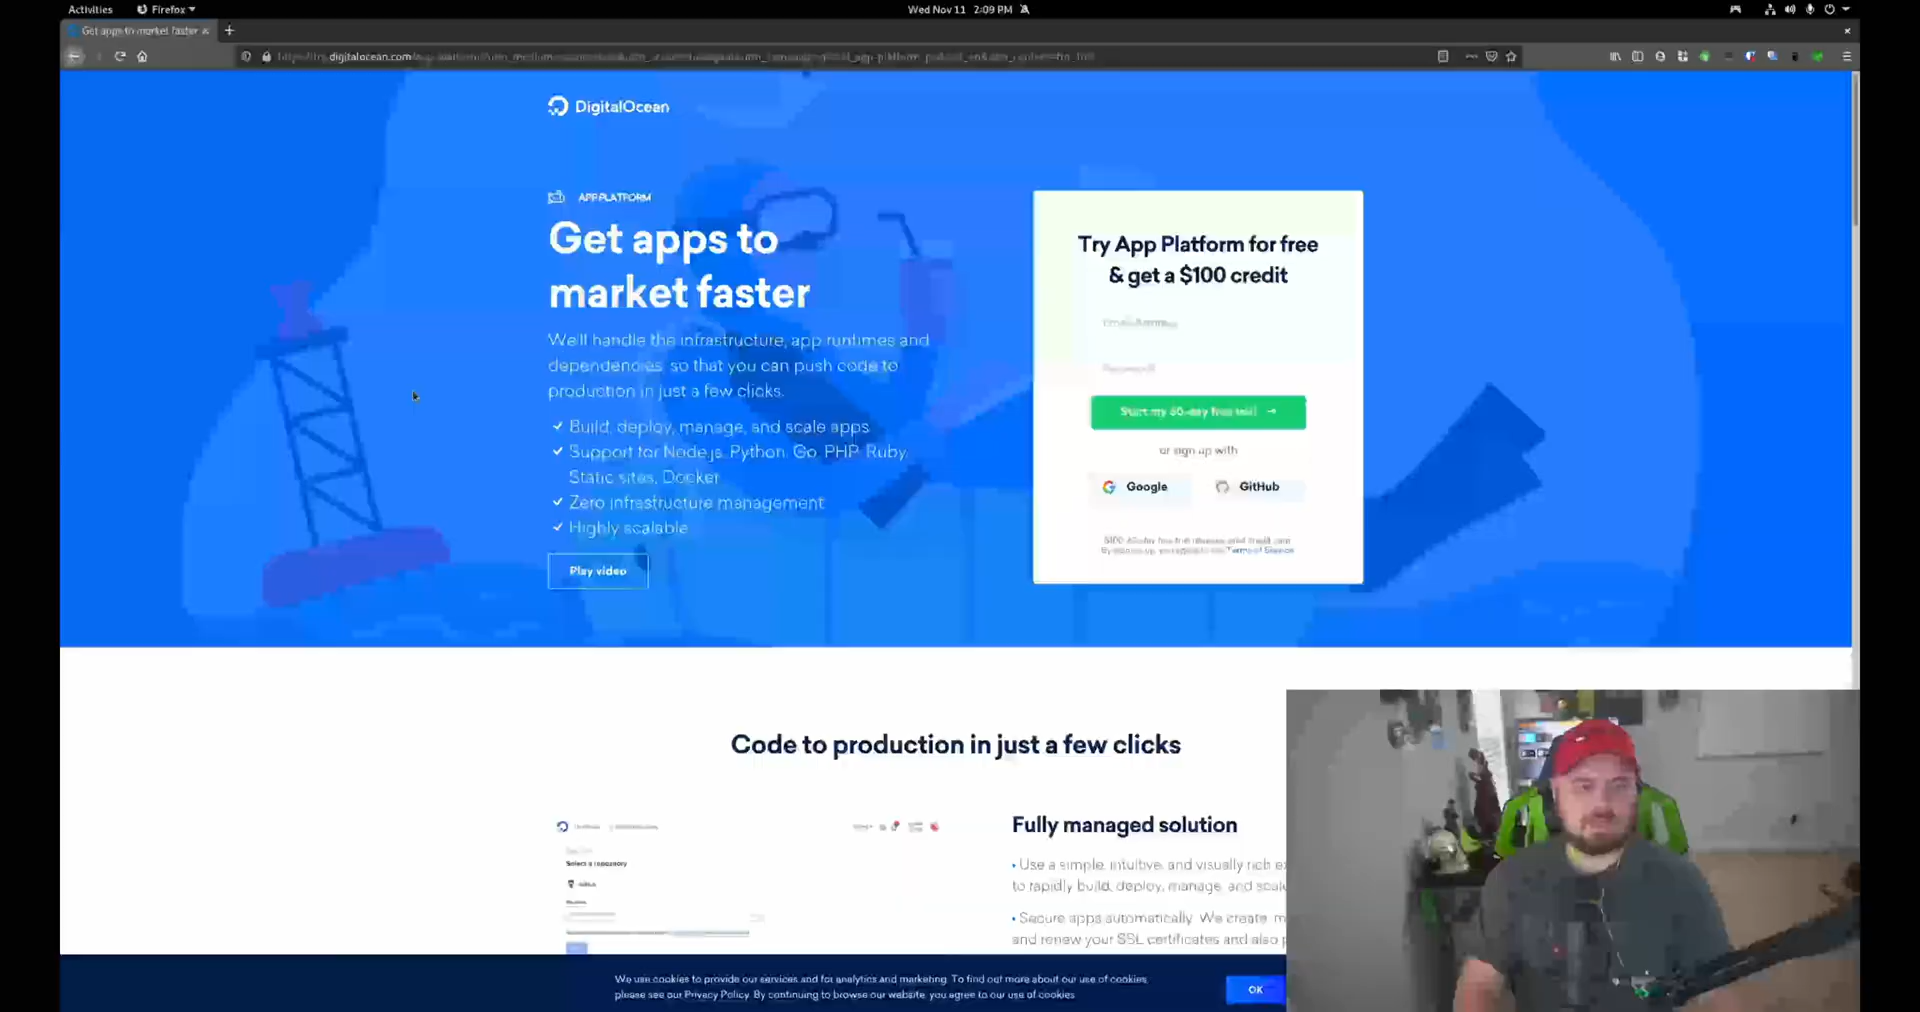 Activities
Firefox
Wed Nov 11 2:09 PM
Get apps to market faster
digitalocean.com
DigitalOcean
APP PLATFORM
Get apps to
market faster
We'll handle the infrastructure, app runtimes and
dependencies, so that you can push code to
production in just a few clicks.
Build, deploy, manage, and scale apps
Support for Node.js, Python, Go, PHP, Ruby,
Static sites, Docker
Zero infrastructure management
Highly scalable
Play video
Try App Platform for free
& get a $100 credit
Email Address
Password
Start my 60-day free trial →
or sign up with
Google
GitHub
Terms of Service
Code to production in just a few clicks
Select a repository
Fully managed solution
• Use a simple, intuitive, and visually rich
to rapidly build, deploy, manage, and
• Secure apps automatically. We create,
and renew your SSL certificates and also
We use cookies to provide our services and for analytics and marketing. To find out more about our use of cookies,
please see our Privacy Policy. By continuing to browse our website, you agree to our use of cookies.
OK